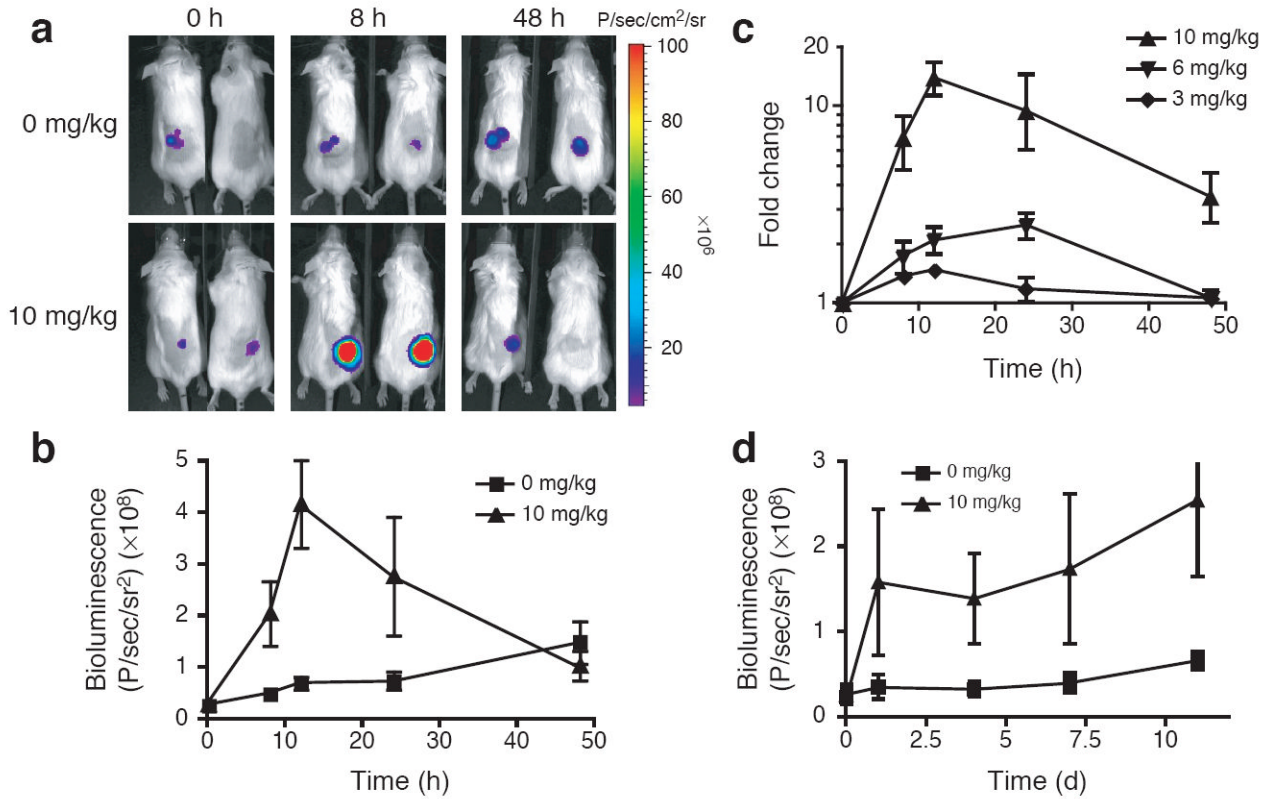 a
0 h
8 h
48 h
P/sec/cm²/sr
0 mg/kg
10 mg/kg
100
80
60
40
20
×10⁶
c
Fold change
20
10
1
0
10
20
30
40
50
Time (h)
10 mg/kg
6 mg/kg
3 mg/kg
b
Bioluminescence
(P/sec/sr²) (×10⁸)
5
4
3
2
1
0
0
10
20
30
40
50
Time (h)
0 mg/kg
10 mg/kg
d
Bioluminescence
(P/sec/sr²) (×10⁸)
3
2
1
0
0
2.5
5
7.5
10
Time (d)
0 mg/kg
10 mg/kg